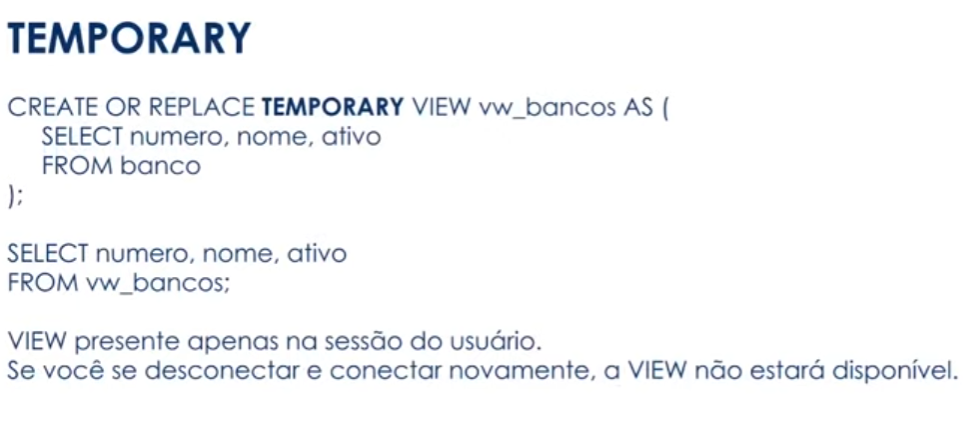 TEMPORARY
CREATE OR REPLACE TEMPORARY VIEW vw_bancos AS (
SELECT numero, nome, ativo
FROM banco
);
SELECT numero, nome, ativo
FROM vw_bancos;
VIEW presente apenas na sessão do usuário.
Se você se desconectar e conectar novamente, a VIEW não estará disponível.